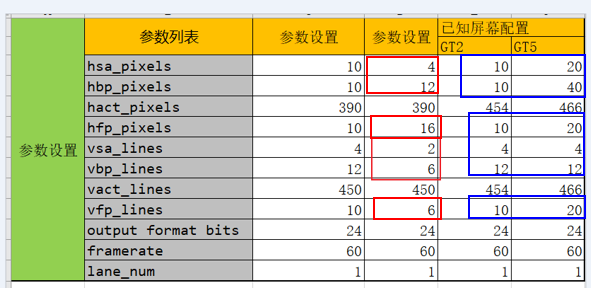 参数列表 参数设置 参数设置 已知屏幕配置
GT2 GT5
参数设置
hsa_pixels 10 4 10 20
hbp_pixels 10 12 10 40
hact_pixels 390 390 454 466
hfp_pixels 10 16 10 20
vsa_lines 4 2 4 4
vbp_lines 12 6 12 12
vact_lines 450 450 454 466
vfp_lines 10 6 10 20
output format bits 24 24 24 24
framerate 60 60 60 60
lane_num 1 1 1 1